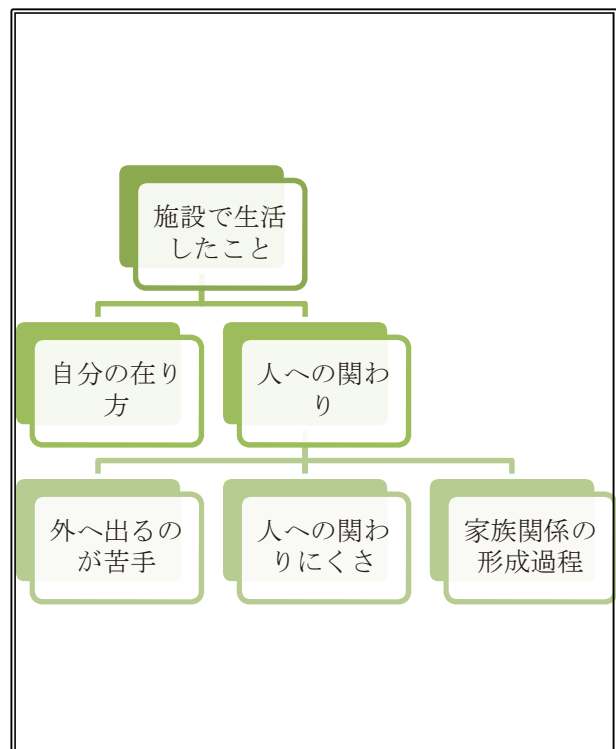 施設で生活
したこと
自分の在り
方
人への関わ
り
外へ出るの
が苦手
人への関わ
りにくさ
家族関係の
形成過程